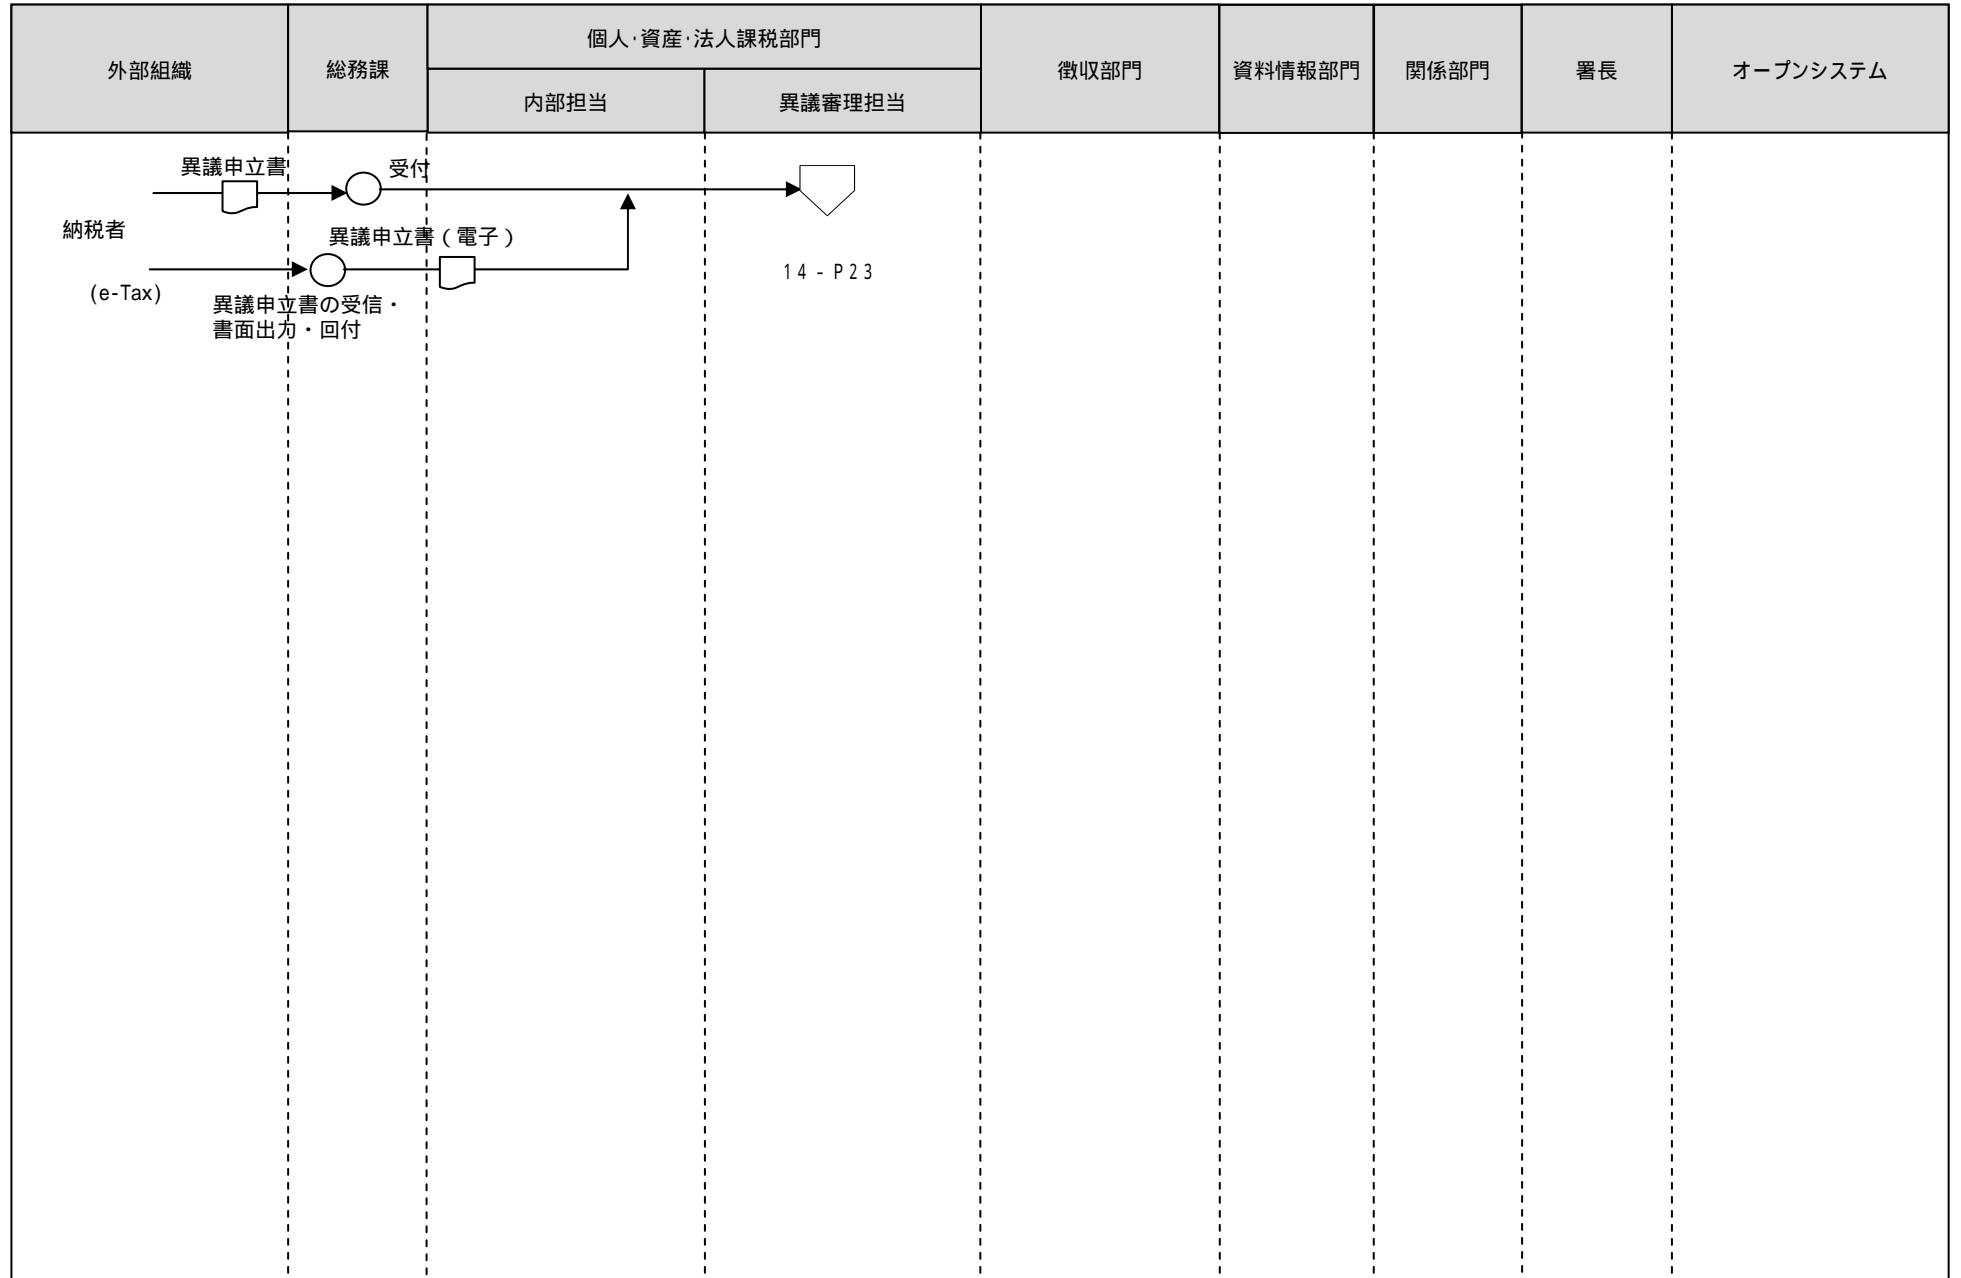 外部組織
総務課
個人・資産・法人課税部門
内部担当
異議審理担当
徴収部門
資料情報部門
関係部門
署長
オープンシステム
異議申立書
受付
納税者
異議申立書（電子）
14－P23
(e-Tax)
異議申立書の受信・
書面出力・回付